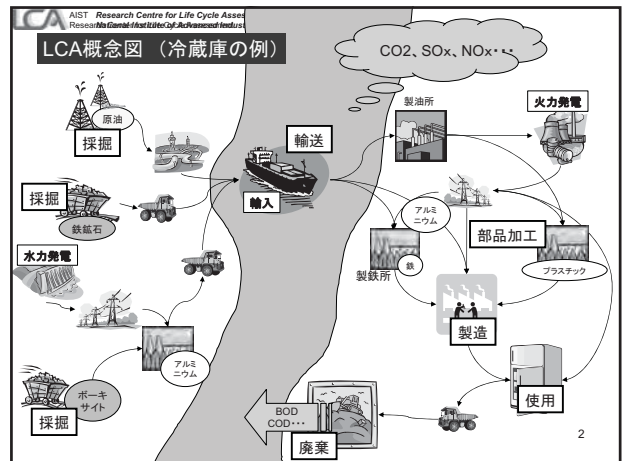 LCA
AIST Research Centre for Life Cycle Asses
LCA概念図 (冷蔵庫の例)
CO2、SOx、NOx・・・
原油
採掘
輸送
輸入
製油所
火力発電
採掘
鉄鉱石
水力発電
アルミ
ニウム
部品加工
製鉄所
鉄
プラスチック
製造
アルミ
ニウム
ボーキ
サイト
採掘
BOD
COD・・・
廃棄
使用
2